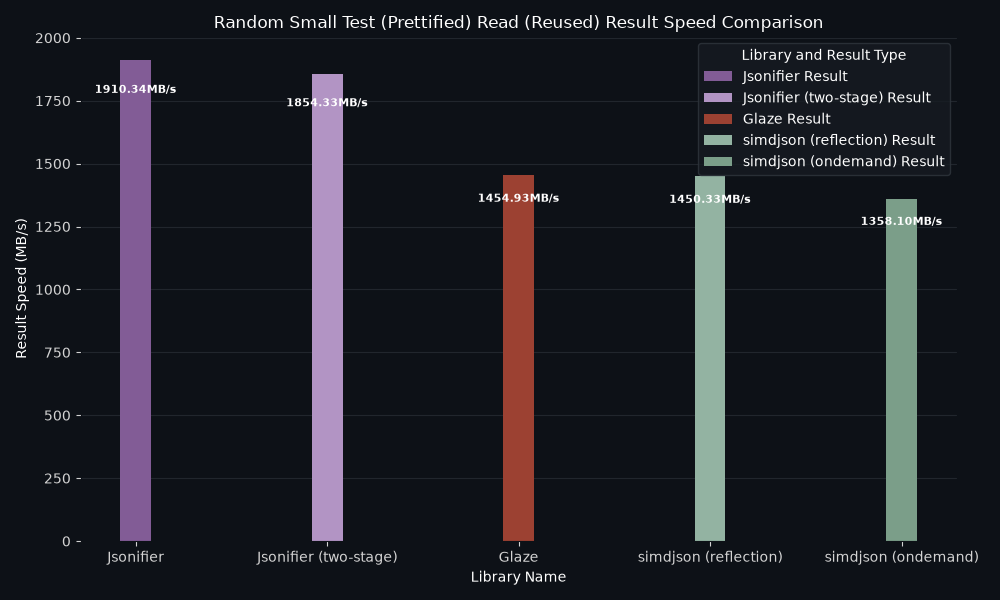 Random Small Test (Prettified) Read (Reused) Result Speed Comparison
Result Speed (MB/s)
2000
1750
1500
1250
1000
750
500
250
0
1910.34MB/s
1854.33MB/s
1454.93MB/s
1450.33MB/s
1358.10MB/s
Library and Result Type
Jsonifier Result
Jsonifier (two-stage) Result
Glaze Result
simdjson (reflection) Result
simdjson (ondemand) Result
Jsonifier
Jsonifier (two-stage)
Glaze
simdjson (reflection)
simdjson (ondemand)
Library Name